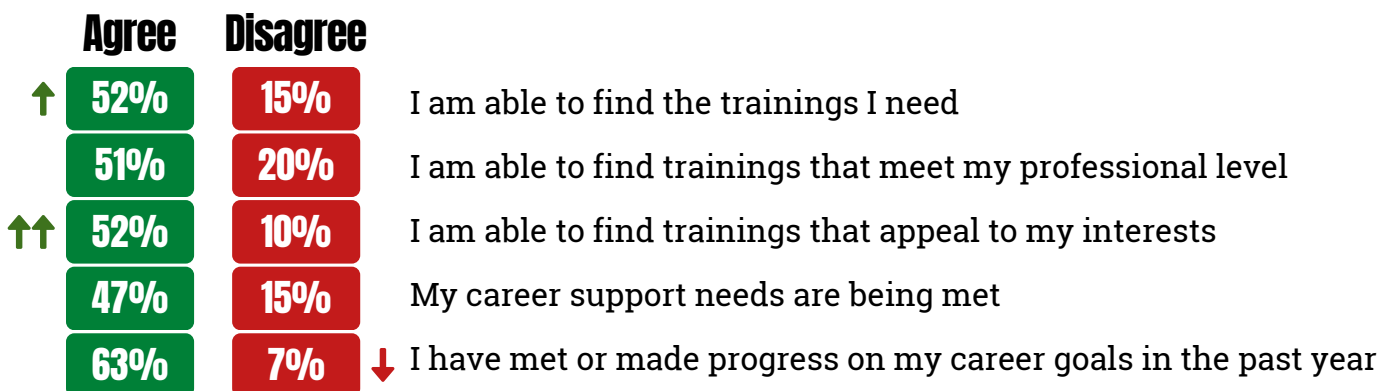 Agree Disagree
↑ 52% 15% I am able to find the trainings I need
51% 20% I am able to find trainings that meet my professional level
↑↑ 52% 10% I am able to find trainings that appeal to my interests
47% 15% My career support needs are being met
63% 7% ↓ I have met or made progress on my career goals in the past year